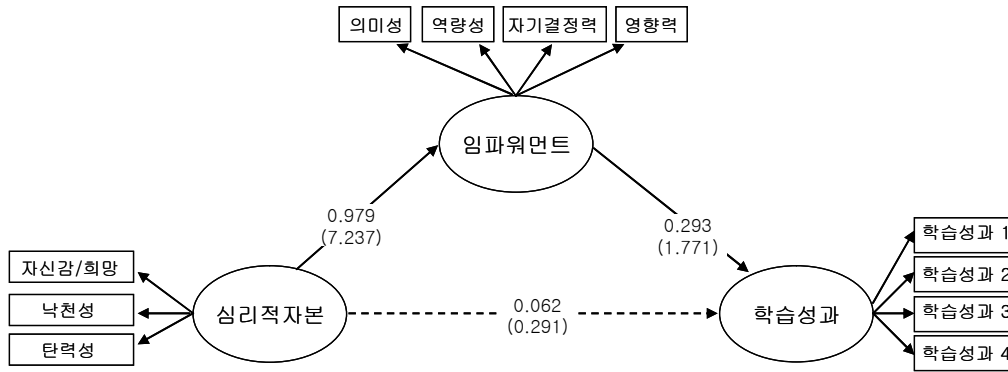 의미성
역량성
자기결정력
영향력
임파워먼트
0.979
(7.237)
0.293
(1.771)
자신감/희망
낙천성
탄력성
심리적자본
0.062
(0.291)
학습성과
학습성과 1
학습성과 2
학습성과 3
학습성과 4